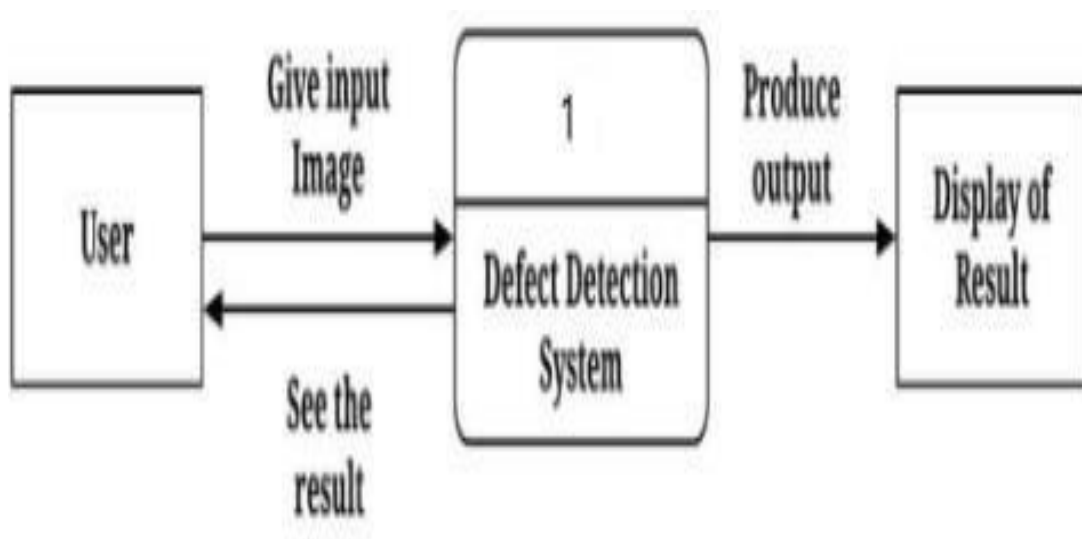 User
Give input
Image
See the
result
1
Defect Detection
System
Produce
output
Display of
Result